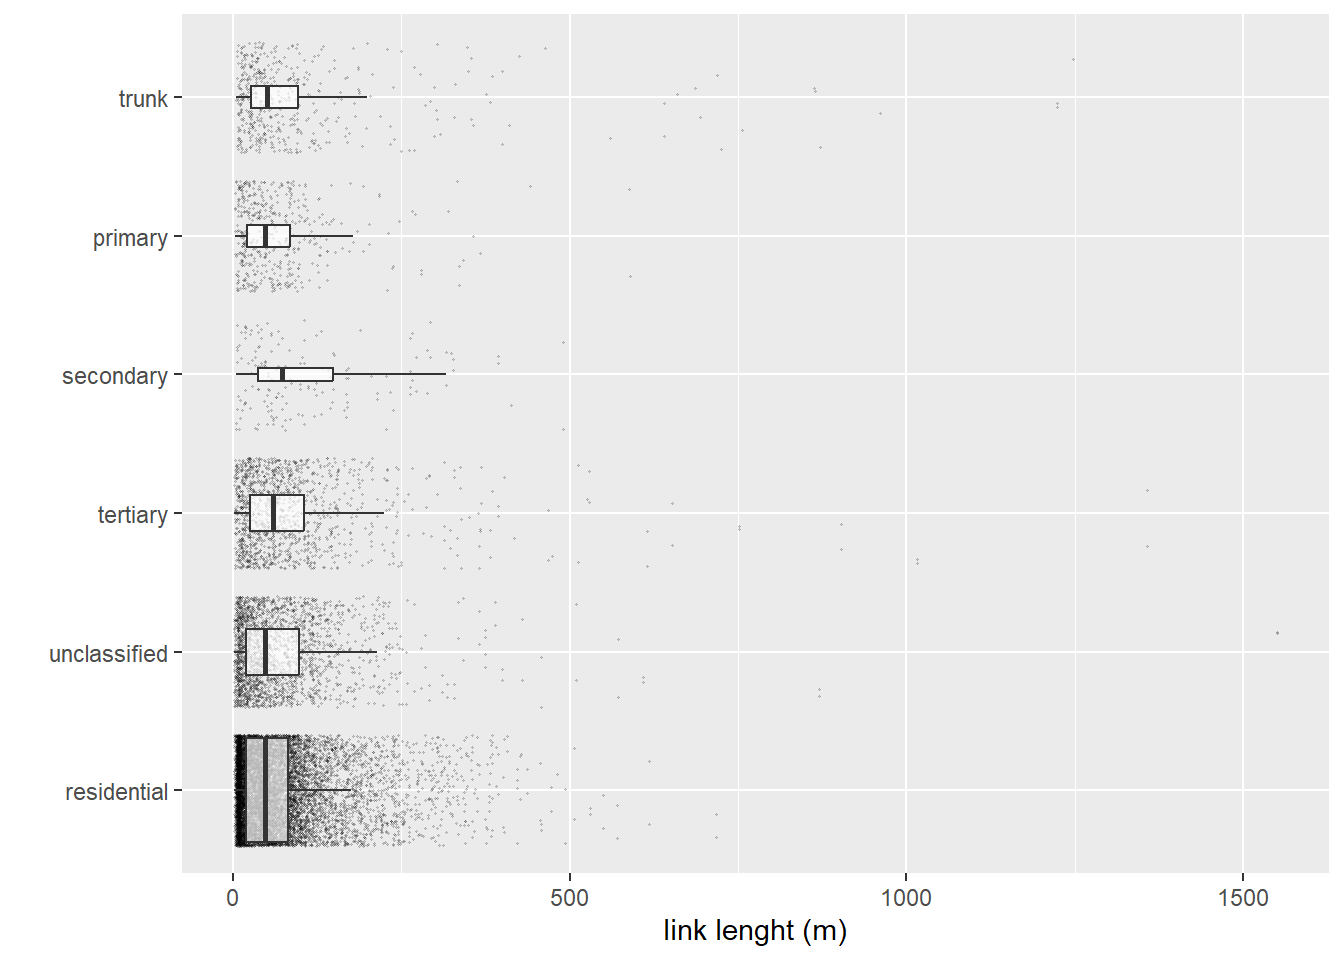 trunk
primary
secondary
tertiary
unclassified
residential
0 500 1000 1500
link lenght (m)